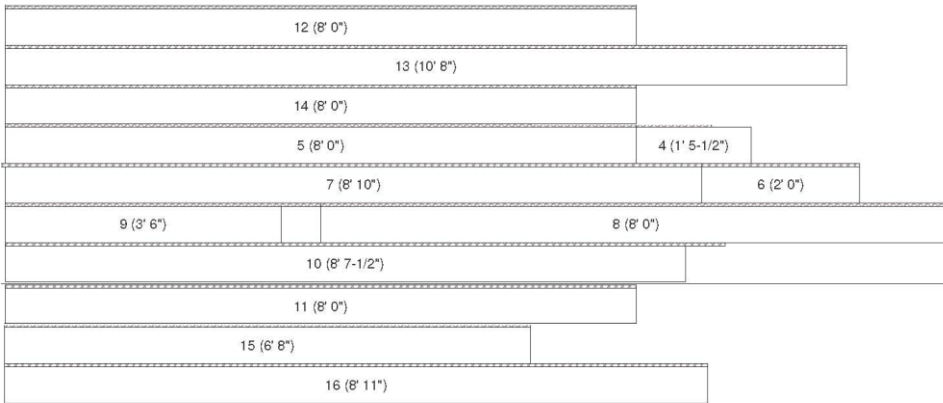 12 (8' 0")
13 (10' 8")
14 (8' 0")
5 (8' 0") 4 (1' 5-1/2")
7 (8' 10") 6 (2' 0")
9 (3' 6") 8 (8' 0")
10 (8' 7-1/2")
11 (8' 0")
15 (6' 8")
16 (8' 11")